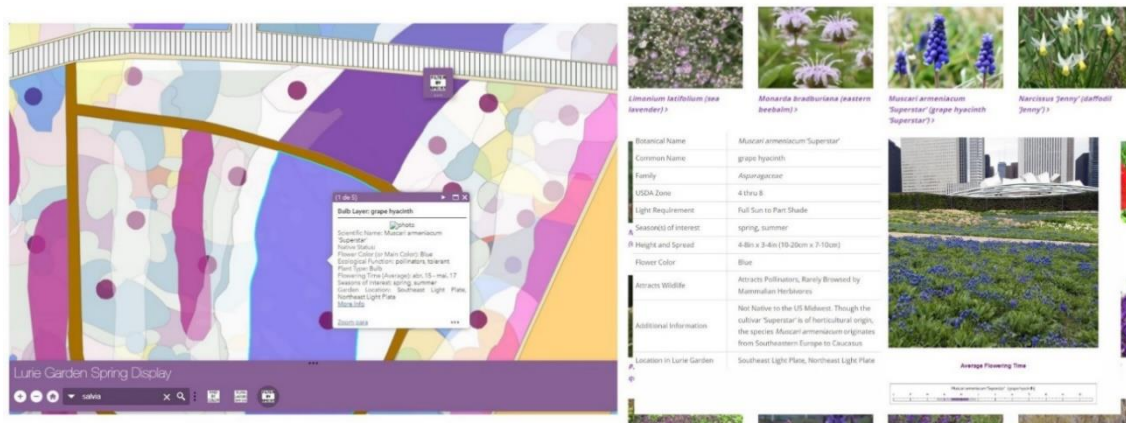 (1 de 5)
Bulb Layer: grape hyacinth
photo
Scientific Name: Muscari armeniacum
'Superstar'
Native Status:
Flower Color (or Main Color): Blue
Ecological Function: pollinators, tolerant
Plant Type: Bulb
Flowering Time (Average): abr. 15 - mai. 17
Seasons of interest: spring, summer
Garden Location: Southeast Light Plate,
Northeast Light Plate
More Info
Zoom para
Lurie Garden Spring Display
salvia
Limonium latifolium (sea
lavender) >
Monarda bradburiana (eastern
beebalm) >
Muscari armeniacum
'Superstar' (grape hyacinth
'Superstar') >
Narcissus 'Jenny' (daffodil
'Jenny') >
Botanical Name Muscari armeniacum 'Superstar'
Common Name grape hyacinth
Family Asparagaceae
USDA Zone 4 thru 8
Light Requirement Full Sun to Part Shade
Season(s) of interest spring, summer
Height and Spread 4-8in x 3-4in (10-20cm x 7-10cm)
Flower Color Blue
Attracts Wildlife Attracts Pollinators, Rarely Browsed by
Mammalian Herbivores
Additional Information Not Native to the US Midwest. Though the
cultivar 'Superstar' is of horticultural origin,
the species Muscari armeniacum originates
from Southeastern Europe to Caucasus
Location in Lurie Garden Southeast Light Plate, Northeast Light Plate
Average Flowering Time